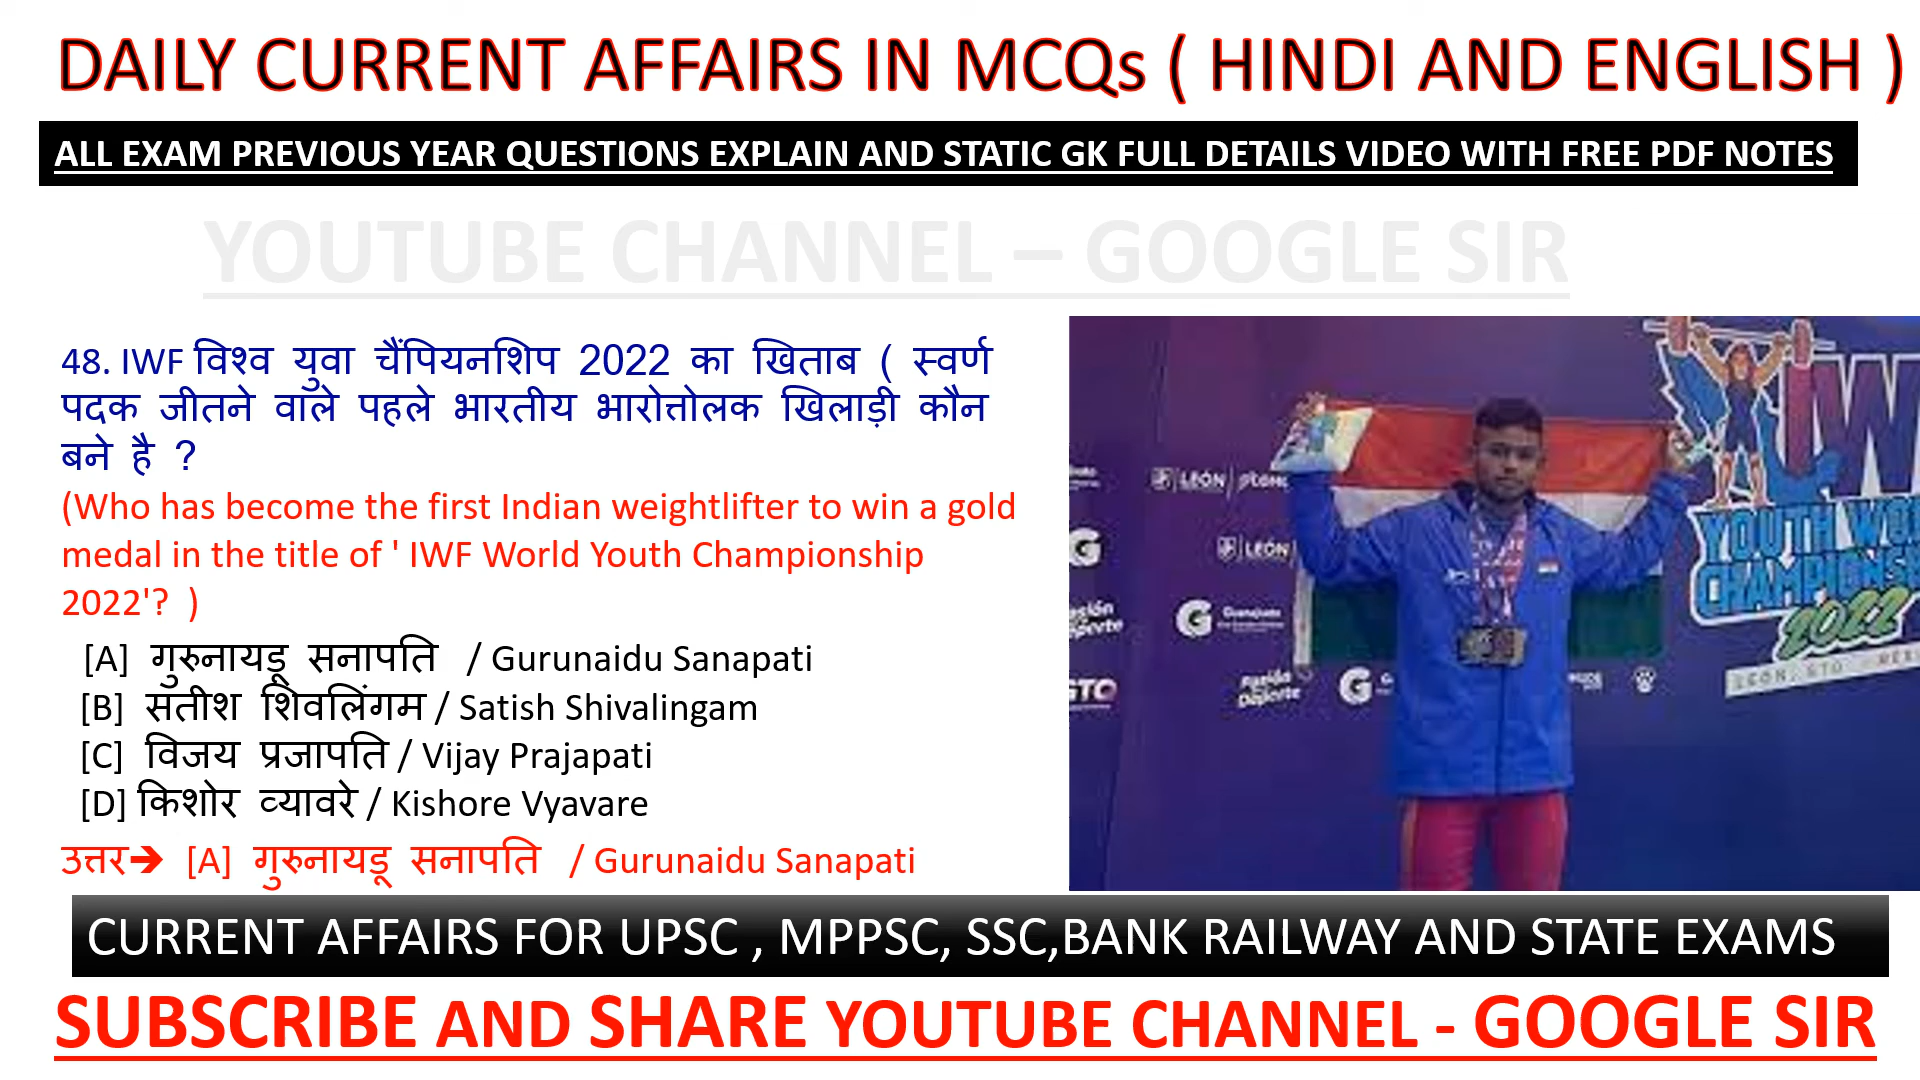 DAILY CURRENT AFFAIRS IN MCQs ( HINDI AND ENGLISH )
ALL EXAM PREVIOUS YEAR QUESTIONS EXPLAIN AND STATIC GK FULL DETAILS VIDEO WITH FREE PDF NOTES
YOUTUBE CHANNEL – GOOGLE SIR
48. IWF विश्व युवा चैंपियनशिप 2022 का खिताब ( स्वर्ण
पदक जीतने वाले पहले भारतीय भारोत्तोलक खिलाड़ी कौन
बने है ?
(Who has become the first Indian weightlifter to win a gold
medal in the title of ' IWF World Youth Championship
2022'? )
[A] गुरुनायडू सनापति / Gurunaidu Sanapati
[B] सतीश शिवलिंगम / Satish Shivalingam
[C] विजय प्रजापति / Vijay Prajapati
[D] किशोर व्यावरे / Kishore Vyavare
उत्तर➔ [A] गुरुनायडू सनापति / Gurunaidu Sanapati
IW
YOUTH WO
CHAMPIONS
2022
LEÓN, GTO
LEÓN
LEÓN
GTO
CURRENT AFFAIRS FOR UPSC , MPPSC, SSC,BANK RAILWAY AND STATE EXAMS
SUBSCRIBE AND SHARE YOUTUBE CHANNEL - GOOGLE SIR